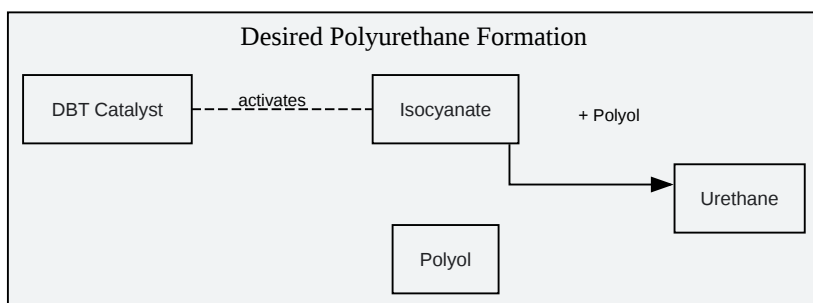 Desired Polyurethane Formation
DBT Catalyst
activates
Isocyanate
+ Polyol
Urethane
Polyol